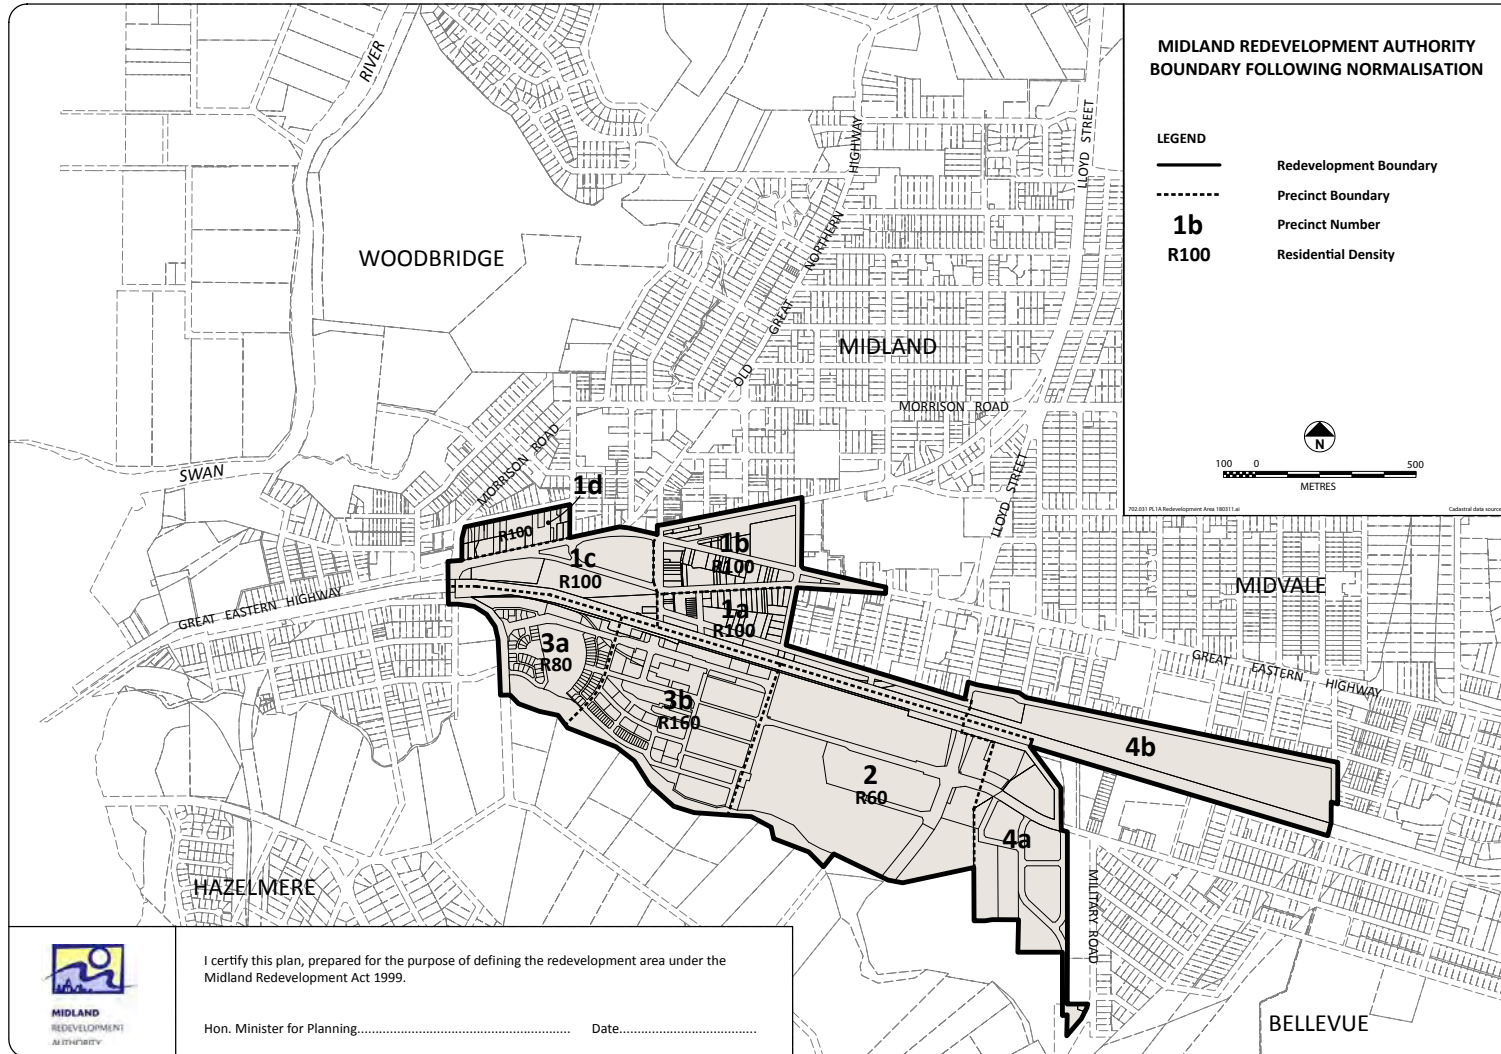 MIDLAND REDEVELOPMENT AUTHORITY
BOUNDARY FOLLOWING NORMALISATION
LEGEND
Redevelopment Boundary
Precinct Boundary
1b
Precinct Number
R100
Residential Density
N
100 0 500
METRES
702.031 PL1A Redevelopment Area 180311.ai
Cadastral data source
RIVER
HIGHWAY
LLOYD STREET
NORTHERN
WOODBRIDGE
GREAT
MIDLAND
OLD
MORRISON ROAD
MORRISON ROAD
SWAN
LLOYD STREET
1d
R100
1c
R100
1b
R100
1a
R100
MIDVALE
GREAT EASTERN HIGHWAY
3a
R80
GREAT EASTERN HIGHWAY
3b
R160
4b
2
R60
4a
HAZELMERE
MILITARY ROAD
BELLEVUE
MIDLAND
REDEVELOPMENT
AUTHORITY
I certify this plan, prepared for the purpose of defining the redevelopment area under the
Midland Redevelopment Act 1999.
Hon. Minister for Planning.......................................................... Date.....................................